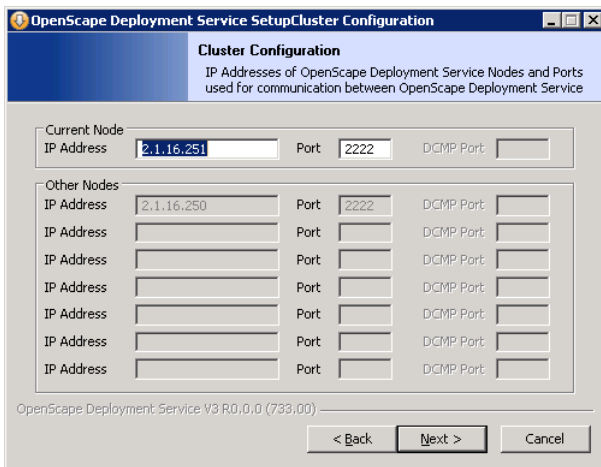 OpenScape Deployment Service SetupCluster Configuration
Cluster Configuration
IP Addresses of OpenScape Deployment Service Nodes and Ports
used for communication between OpenScape Deployment Service
Current Node
IP Address 2.1.16.251 Port 2222 DCMP Port
Other Nodes
IP Address 2.1.16.250 Port 2222 DCMP Port
IP Address Port DCMP Port
IP Address Port DCMP Port
IP Address Port DCMP Port
IP Address Port DCMP Port
IP Address Port DCMP Port
IP Address Port DCMP Port
OpenScape Deployment Service V3 R0.0.0 (733.00)
< Back Next > Cancel